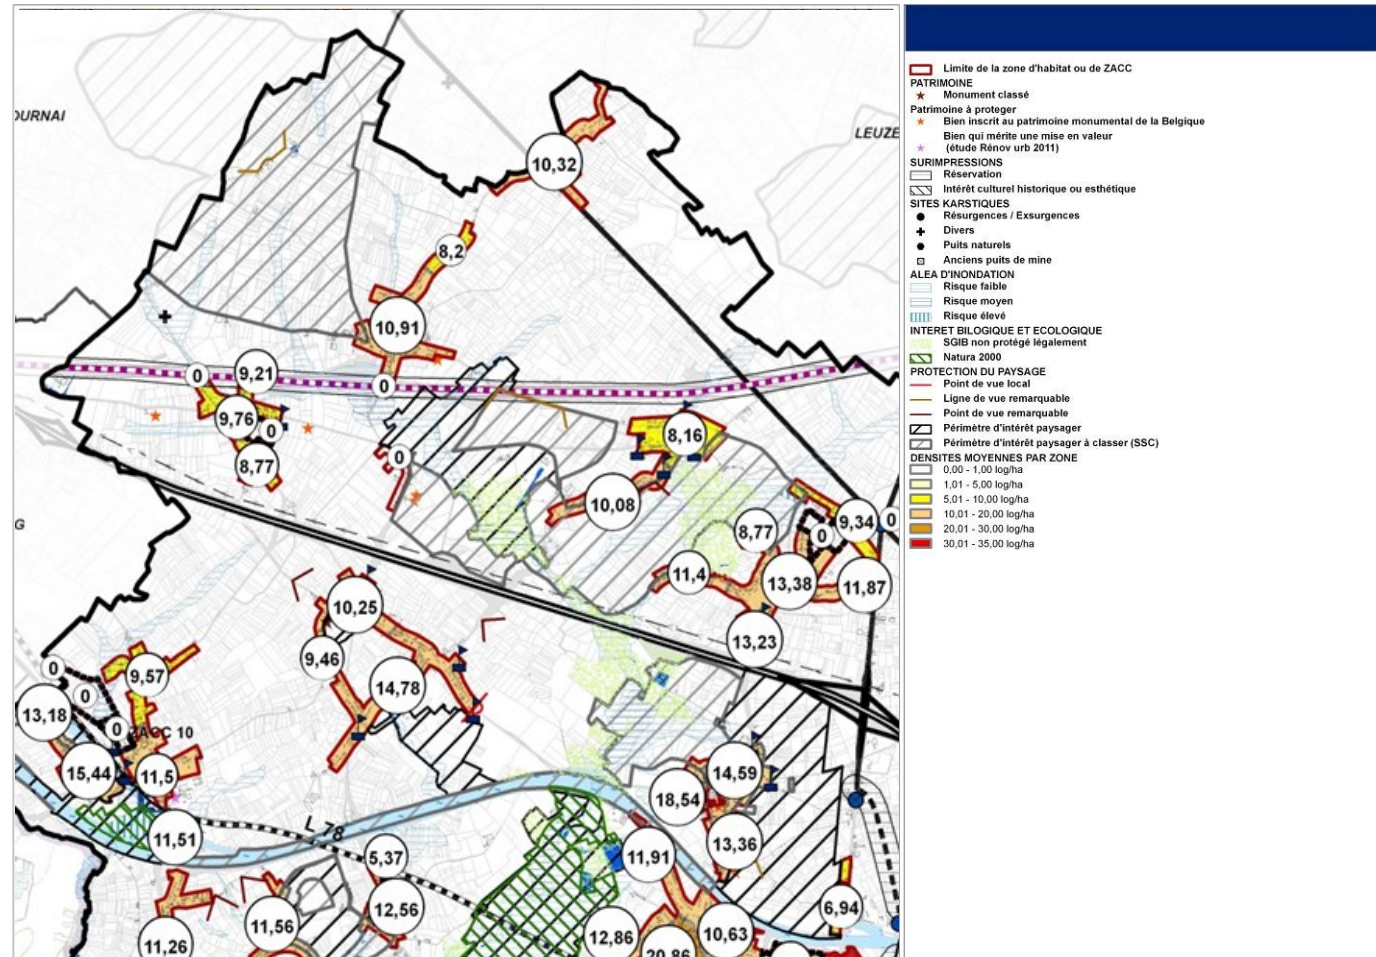 OURNAI
LEUZE
10,32
8,2
10,91
0
9,21
0
9,76
0
8,77
0
8,16
10,08
9,34
0
8,77
0
11,4
13,38
11,87
10,25
13,23
9,46
G
0
9,57
14,78
0
13,18
0
ZACC 10
15,44
11,5
14,59
18,54
L 78
11,51
13,36
5,37
11,91
12,56
6,94
11,56
12,86
10,63
11,26
20,86
Limite de la zone d'habitat ou de ZACC
PATRIMOINE
Monument classé
Patrimoine à proteger
Bien inscrit au patrimoine monumental de la Belgique
Bien qui mérite une mise en valeur
(étude Rénov urb 2011)
SURIMPRESSIONS
Réservation
Intérêt culturel historique ou esthétique
SITES KARSTIQUES
Résurgences / Exsurgences
Divers
Puits naturels
Anciens puits de mine
ALEA D'INONDATION
Risque faible
Risque moyen
Risque élevé
INTERET BILOGIQUE ET ECOLOGIQUE
SGIB non protégé légalement
Natura 2000
PROTECTION DU PAYSAGE
Point de vue local
Ligne de vue remarquable
Point de vue remarquable
Périmètre d'intérêt paysager
Périmètre d'intérêt paysager à classer (SSC)
DENSITES MOYENNES PAR ZONE
0,00 - 1,00 log/ha
1,01 - 5,00 log/ha
5,01 - 10,00 log/ha
10,01 - 20,00 log/ha
20,01 - 30,00 log/ha
30,01 - 35,00 log/ha